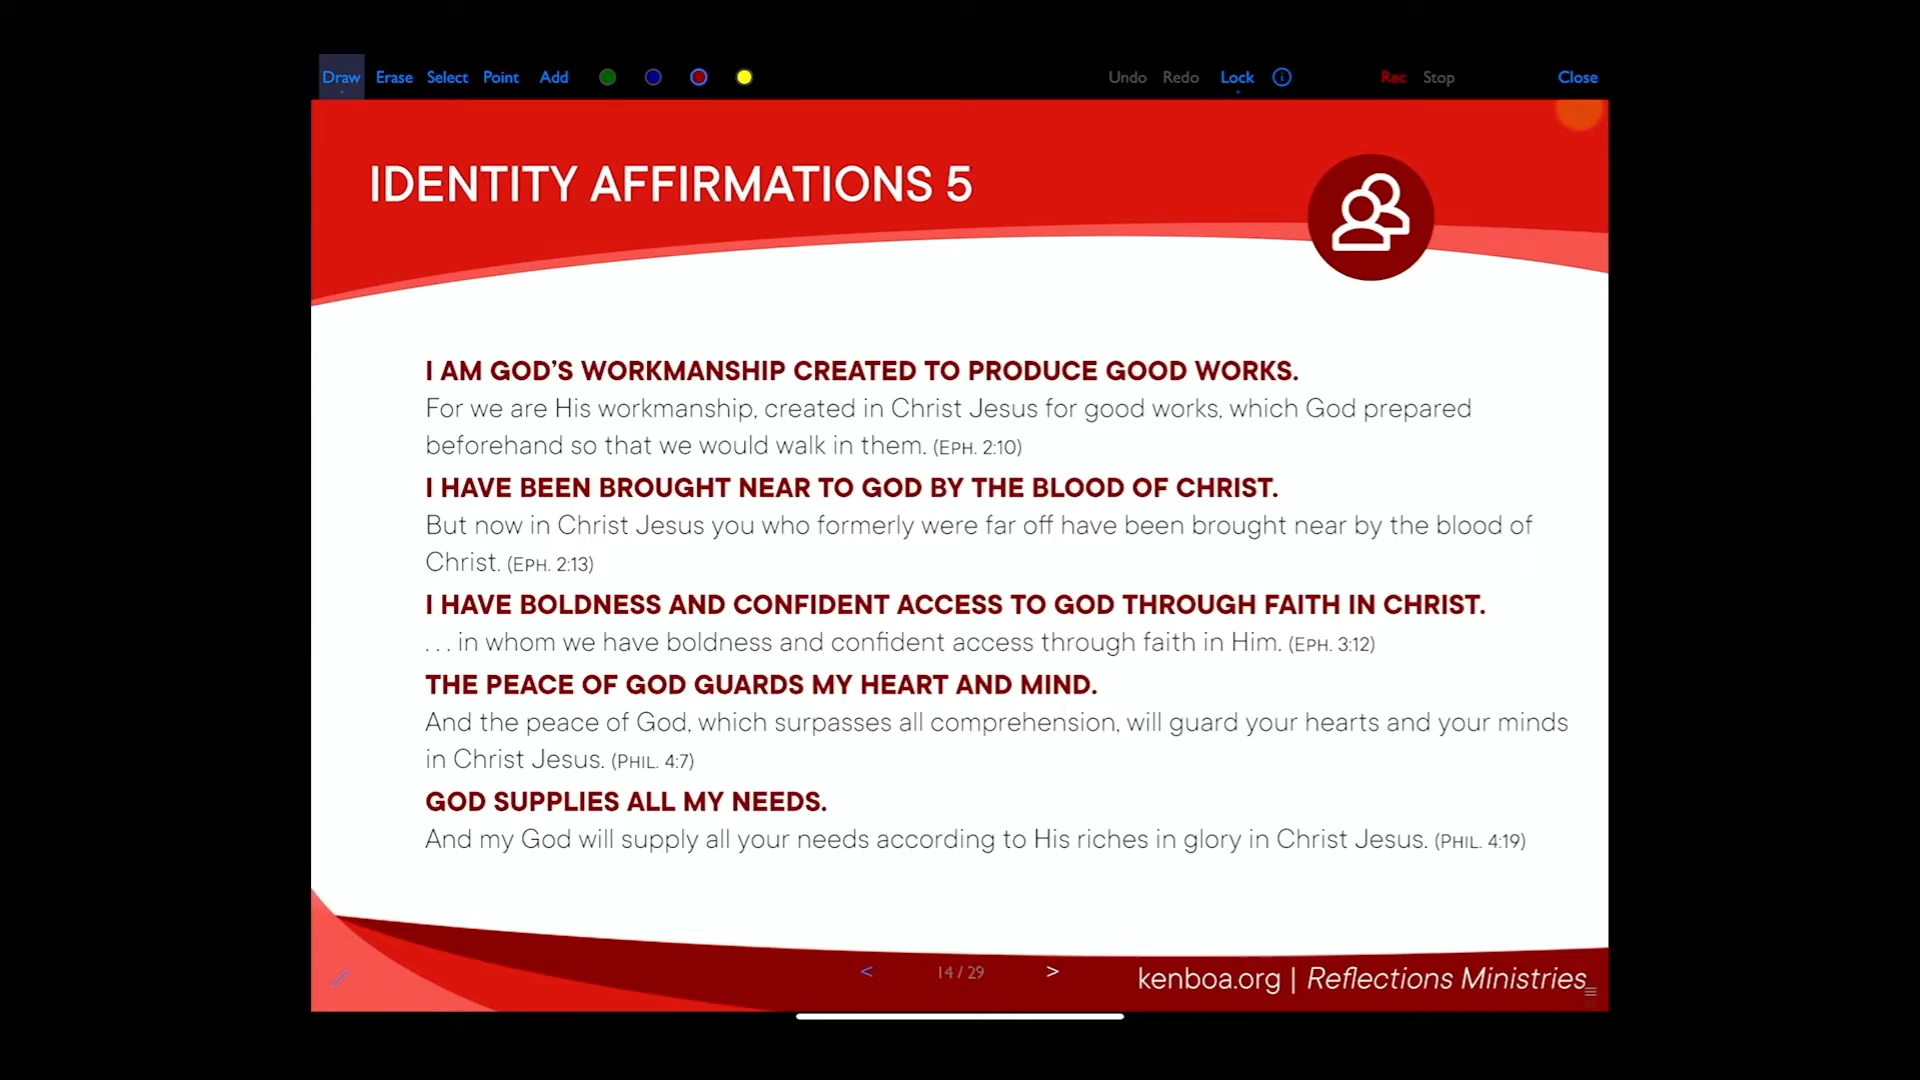 Draw Erase Select Point Add Undo Redo Lock Rec Stop Close
IDENTITY AFFIRMATIONS 5
I AM GOD’S WORKMANSHIP CREATED TO PRODUCE GOOD WORKS.
For we are His workmanship, created in Christ Jesus for good works, which God prepared
beforehand so that we would walk in them. (EPH. 2:10)
I HAVE BEEN BROUGHT NEAR TO GOD BY THE BLOOD OF CHRIST.
But now in Christ Jesus you who formerly were far off have been brought near by the blood of
Christ. (EPH. 2:13)
I HAVE BOLDNESS AND CONFIDENT ACCESS TO GOD THROUGH FAITH IN CHRIST.
. . . in whom we have boldness and confident access through faith in Him. (EPH. 3:12)
THE PEACE OF GOD GUARDS MY HEART AND MIND.
And the peace of God, which surpasses all comprehension, will guard your hearts and your minds
in Christ Jesus. (PHIL. 4:7)
GOD SUPPLIES ALL MY NEEDS.
And my God will supply all your needs according to His riches in glory in Christ Jesus. (PHIL. 4:19)
< 14 / 29 > kenboa.org | Reflections Ministries